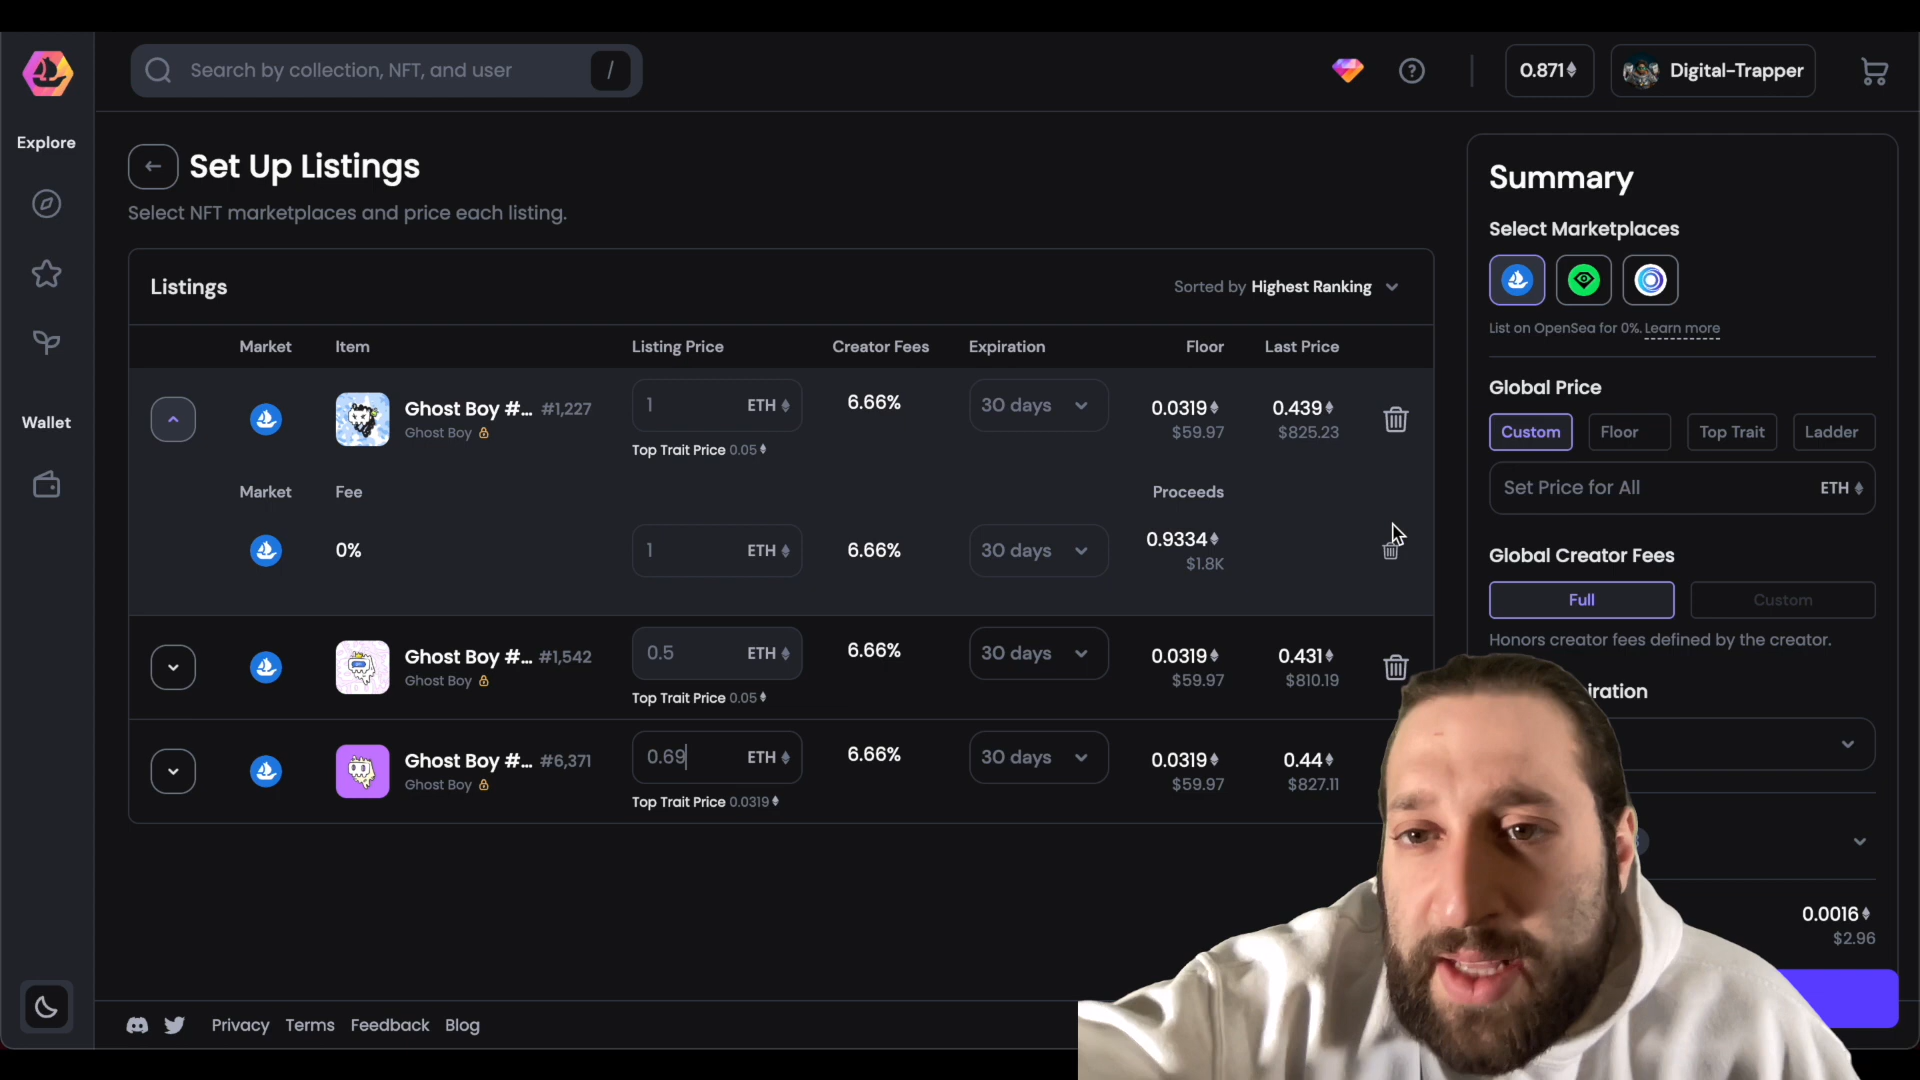 Search by collection, NFT, and user
/
0.871
Digital-Trapper
Explore
Wallet
Set Up Listings
Select NFT marketplaces and price each listing.
Listings
Sorted by Highest Ranking
Market Item Listing Price Creator Fees Expiration Floor Last Price
Ghost Boy #... #1,227
Ghost Boy
1 ETH
Top Trait Price 0.05
6.66%
30 days
0.0319
$59.97
0.439
$825.23
Market Fee Proceeds
0% 1 ETH 6.66% 30 days
0.9334
$1.8K
Ghost Boy #... #1,542
Ghost Boy
0.5 ETH
Top Trait Price 0.05
6.66%
30 days
0.0319
$59.97
0.431
$810.19
Ghost Boy #... #6,371
Ghost Boy
0.69 ETH
Top Trait Price 0.0319
6.66%
30 days
0.0319
$59.97
0.44
$827.11
Summary
Select Marketplaces
List on OpenSea for 0%. Learn more
Global Price
Custom Floor Top Trait Ladder
Set Price for All ETH
Global Creator Fees
Full Custom
Honors creator fees defined by the creator.
iration
0.0016
$2.96
Privacy Terms Feedback Blog